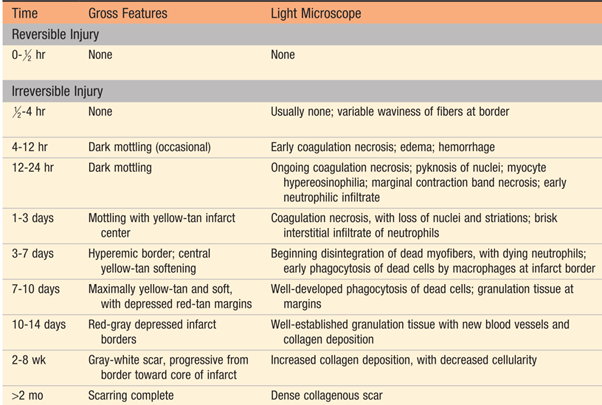 Time Gross Features Light Microscope
Reversible Injury
0-½ hr None None
Irreversible Injury
½-4 hr None Usually none; variable waviness of fibers at border
4-12 hr Dark mottling (occasional) Early coagulation necrosis; edema; hemorrhage
12-24 hr Dark mottling Ongoing coagulation necrosis; pyknosis of nuclei; myocyte
hypereosinophilia; marginal contraction band necrosis; early
neutrophilic infiltrate
1-3 days Mottling with yellow-tan infarct Coagulation necrosis, with loss of nuclei and striations; brisk
center interstitial infiltrate of neutrophils
3-7 days Hyperemic border; central Beginning disintegration of dead myofibers, with dying neutrophils;
yellow-tan softening early phagocytosis of dead cells by macrophages at infarct border
7-10 days Maximally yellow-tan and soft, Well-developed phagocytosis of dead cells; granulation tissue at
with depressed red-tan margins margins
10-14 days Red-gray depressed infarct Well-established granulation tissue with new blood vessels and
borders collagen deposition
2-8 wk Gray-white scar, progressive from Increased collagen deposition, with decreased cellularity
border toward core of infarct
>2 mo Scarring complete Dense collagenous scar